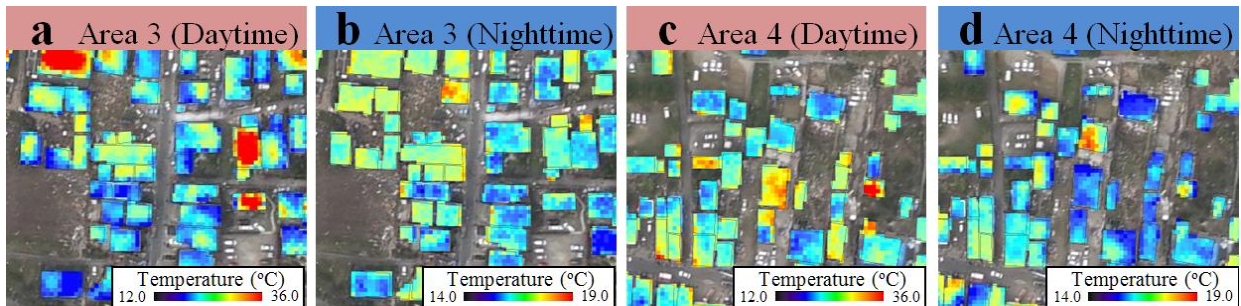 a Area 3 (Daytime)
b Area 3 (Nighttime)
c Area 4 (Daytime)
d Area 4 (Nighttime)
Temperature (°C)
12.0 36.0
Temperature (°C)
14.0 19.0
Temperature (°C)
12.0 36.0
Temperature (°C)
14.0 19.0